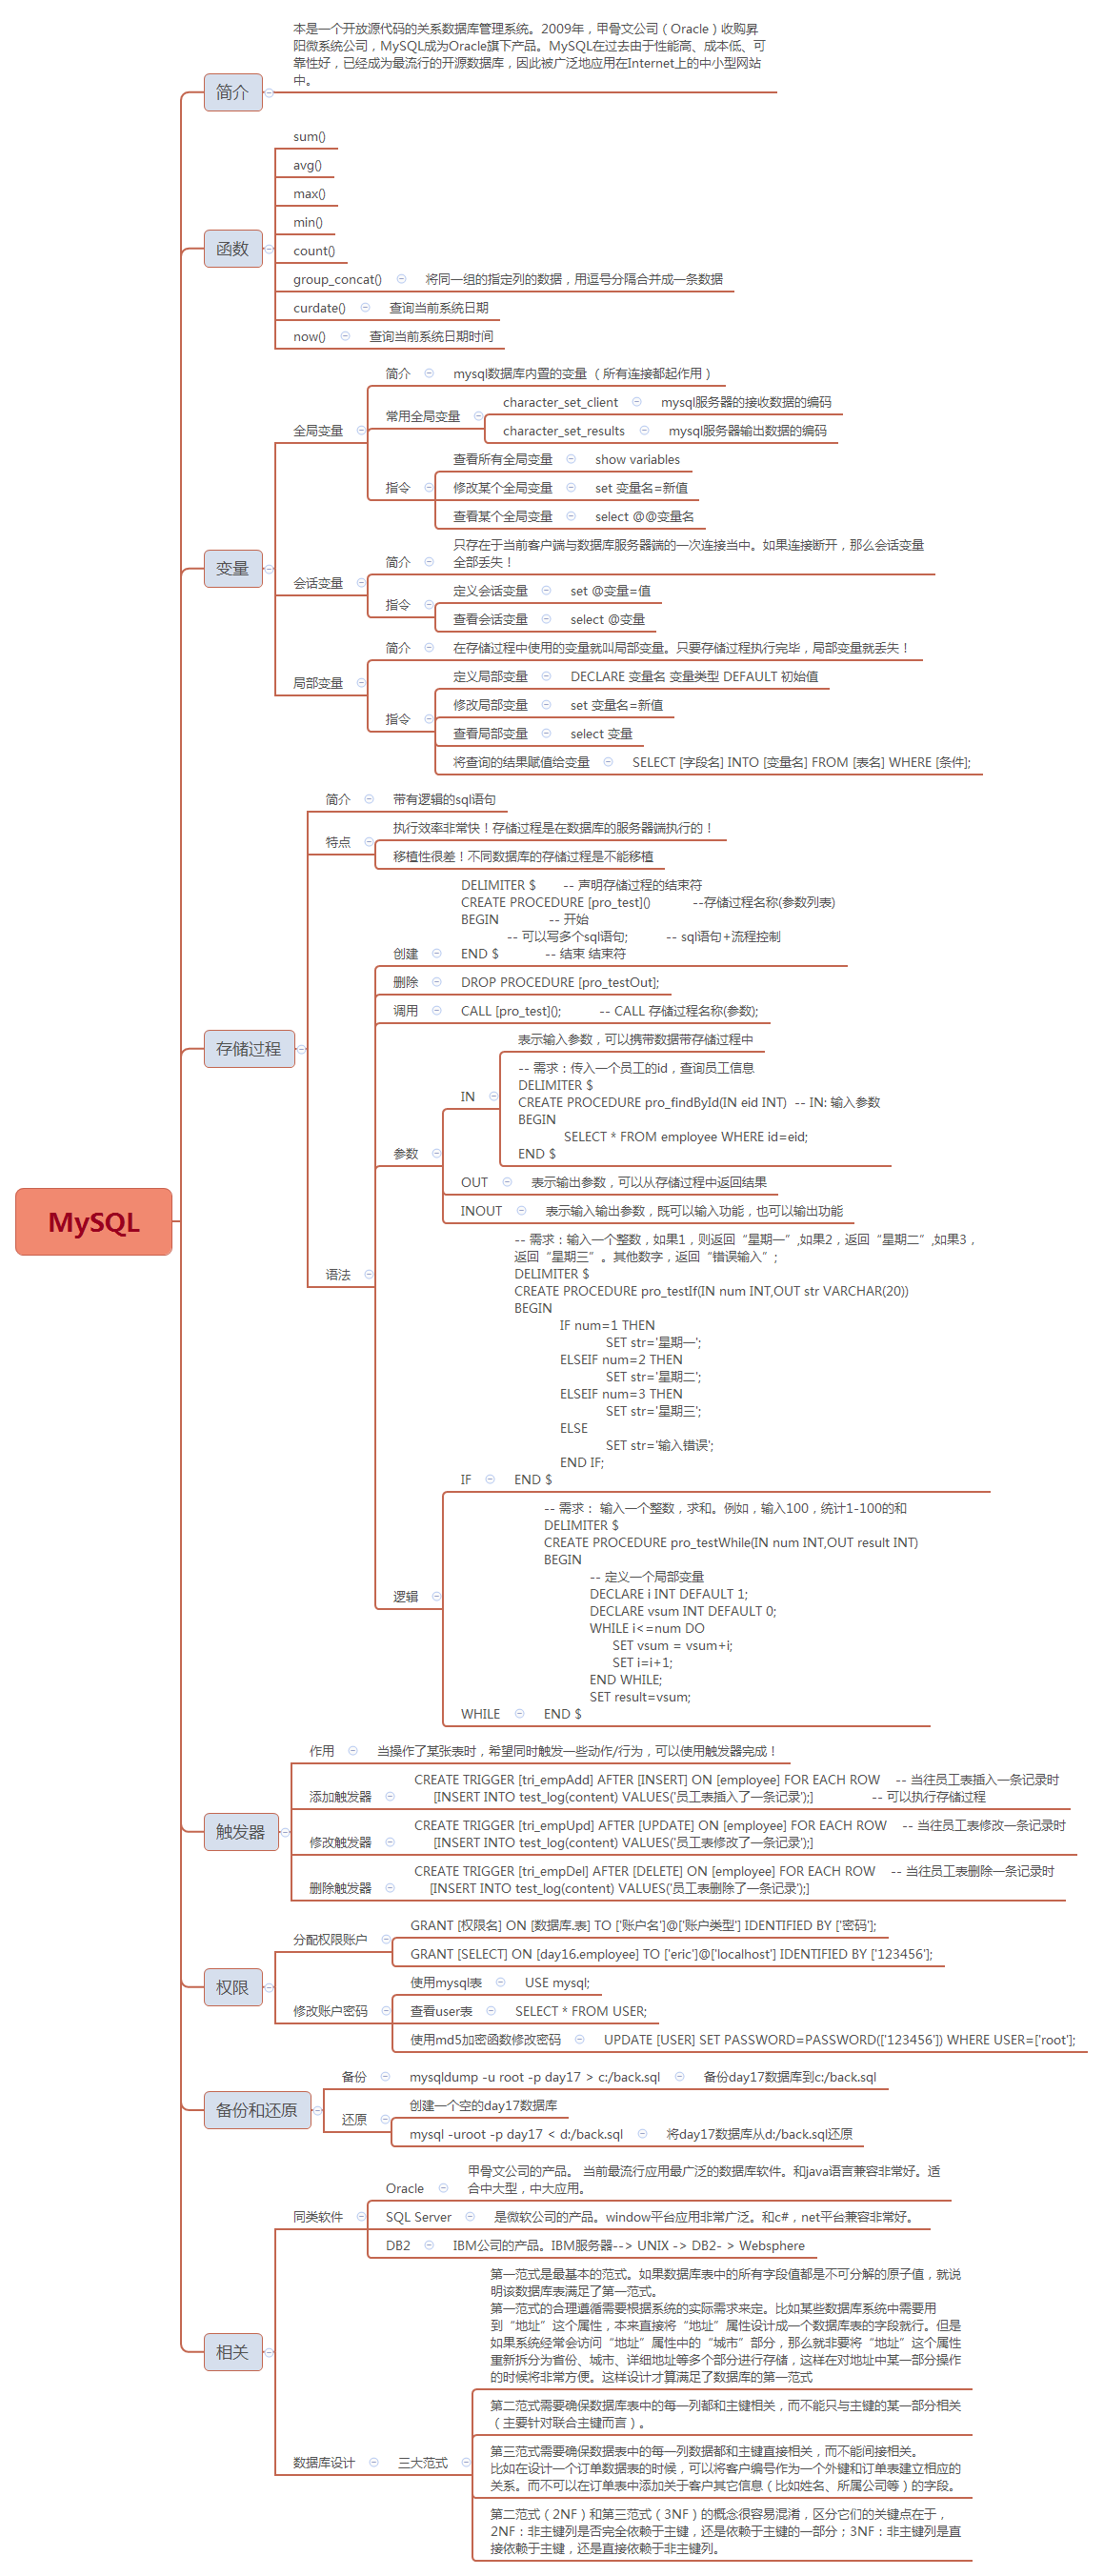 本是一个开放源代码的关系数据库管理系统。2009年，甲骨文公司（Oracle）收购昇
阳微系统公司，MySQL成为Oracle旗下产品。MySQL在过去由于性能高、成本低、可
靠性好，已经成为最流行的开源数据库，因此被广泛地应用在Internet上的中小型网站
中。
简介
sum()
avg()
max()
min()
函数
count()
group_concat() 将同一组的指定列的数据，用逗号分隔合并成一条数据
curdate() 查询当前系统日期
now() 查询当前系统日期时间
简介 mysql数据库内置的变量 （所有连接都起作用）
character_set_client mysql服务器的接收数据的编码
常用全局变量
全局变量
character_set_results mysql服务器输出数据的编码
查看所有全局变量 show variables
指令 修改某个全局变量 set 变量名=新值
查看某个全局变量 select @@变量名
只存在于当前客户端与数据库服务器端的一次连接当中。如果连接断开，那么会话变量
简介 全部丢失！
变量
会话变量
定义会话变量 set @变量=值
指令
查看会话变量 select @变量
简介 在存储过程中使用的变量就叫局部变量。只要存储过程执行完毕，局部变量就丢失！
局部变量
定义局部变量 DECLARE 变量名 变量类型 DEFAULT 初始值
修改局部变量 set 变量名=新值
指令
查看局部变量 select 变量
将查询的结果赋值给变量 SELECT [字段名] INTO [变量名] FROM [表名] WHERE [条件];
简介 带有逻辑的sql语句
执行效率非常快！存储过程是在数据库的服务器端执行的！
特点
移植性很差！不同数据库的存储过程是不能移植
DELIMITER $ -- 声明存储过程的结束符
CREATE PROCEDURE [pro_test]() --存储过程名称(参数列表)
BEGIN -- 开始
-- 可以写多个sql语句; -- sql语句+流程控制
创建 END $ -- 结束 结束符
删除 DROP PROCEDURE [pro_testOut];
调用 CALL [pro_test](); -- CALL 存储过程名称(参数);
存储过程
表示输入参数，可以携带数据带存储过程中
-- 需求：传入一个员工的id，查询员工信息
DELIMITER $
IN CREATE PROCEDURE pro_findById(IN eid INT) -- IN: 输入参数
BEGIN
SELECT * FROM employee WHERE id=eid;
参数 END $
OUT 表示输出参数，可以从存储过程中返回结果
INOUT 表示输入输出参数，既可以输入功能，也可以输出功能
MySQL
-- 需求：输入一个整数，如果1，则返回“星期一”,如果2，返回“星期二”,如果3，
返回“星期三”。其他数字，返回“错误输入”;
语法 DELIMITER $
CREATE PROCEDURE pro_testIf(IN num INT,OUT str VARCHAR(20))
BEGIN
IF num=1 THEN
SET str='星期一';
ELSEIF num=2 THEN
SET str='星期二';
ELSEIF num=3 THEN
SET str='星期三';
ELSE
SET str='输入错误';
END IF;
IF END $
-- 需求： 输入一个整数，求和。例如，输入100，统计1-100的和
DELIMITER $
CREATE PROCEDURE pro_testWhile(IN num INT,OUT result INT)
BEGIN
-- 定义一个局部变量
逻辑 DECLARE i INT DEFAULT 1;
DECLARE vsum INT DEFAULT 0;
WHILE i<=num DO
SET vsum = vsum+i;
SET i=i+1;
END WHILE;
SET result=vsum;
WHILE END $
作用 当操作了某张表时，希望同时触发一些动作/行为，可以使用触发器完成！
CREATE TRIGGER [tri_empAdd] AFTER [INSERT] ON [employee] FOR EACH ROW -- 当往员工表插入一条记录时
添加触发器 [INSERT INTO test_log(content) VALUES('员工表插入了一条记录');] -- 可以执行存储过程
触发器
CREATE TRIGGER [tri_empUpd] AFTER [UPDATE] ON [employee] FOR EACH ROW -- 当往员工表修改一条记录时
修改触发器 [INSERT INTO test_log(content) VALUES('员工表修改了一条记录');]
CREATE TRIGGER [tri_empDel] AFTER [DELETE] ON [employee] FOR EACH ROW -- 当往员工表删除一条记录时
删除触发器 [INSERT INTO test_log(content) VALUES('员工表删除了一条记录');]
GRANT [权限名] ON [数据库.表] TO ['账户名']@['账户类型'] IDENTIFIED BY ['密码'];
分配权限账户
GRANT [SELECT] ON [day16.employee] TO ['eric']@['localhost'] IDENTIFIED BY ['123456'];
权限
使用mysql表 USE mysql;
修改账户密码 查看user表 SELECT * FROM USER;
使用md5加密函数修改密码 UPDATE [USER] SET PASSWORD=PASSWORD(['123456']) WHERE USER=['root'];
备份 mysqldump -u root -p day17 > c:/back.sql 备份day17数据库到c:/back.sql
备份和还原
创建一个空的day17数据库
还原
mysql -uroot -p day17 < d:/back.sql 将day17数据库从d:/back.sql还原
甲骨文公司的产品。 当前最流行应用最广泛的数据库软件。和java语言兼容非常好。适
Oracle 合中大型，中大应用。
同类软件 SQL Server 是微软公司的产品。window平台应用非常广泛。和c#，net平台兼容非常好。
DB2 IBM公司的产品。IBM服务器--> UNIX -> DB2- > Websphere
第一范式是最基本的范式。如果数据库表中的所有字段值都是不可分解的原子值，就说
明该数据库表满足了第一范式。
第一范式的合理遵循需要根据系统的实际需求来定。比如某些数据库系统中需要用
到“地址”这个属性，本来直接将“地址”属性设计成一个数据库表的字段就行。但是
如果系统经常会访问“地址”属性中的“城市”部分，那么就非要将“地址”这个属性
相关
重新拆分为省份、城市、详细地址等多个部分进行存储，这样在对地址中某一部分操作
的时候将非常方便。这样设计才算满足了数据库的第一范式
第二范式需要确保数据库表中的每一列都和主键相关，而不能只与主键的某一部分相关
（主要针对联合主键而言）。
数据库设计 三大范式
第三范式需要确保数据表中的每一列数据都和主键直接相关，而不能间接相关。
比如在设计一个订单数据表的时候，可以将客户编号作为一个外键和订单表建立相应的
关系。而不可以在订单表中添加关于客户其它信息（比如姓名、所属公司等）的字段。
第二范式（2NF）和第三范式（3NF）的概念很容易混淆，区分它们的关键点在于，
2NF：非主键列是否完全依赖于主键，还是依赖于主键的一部分；3NF：非主键列是直
接依赖于主键，还是直接依赖于非主键列。